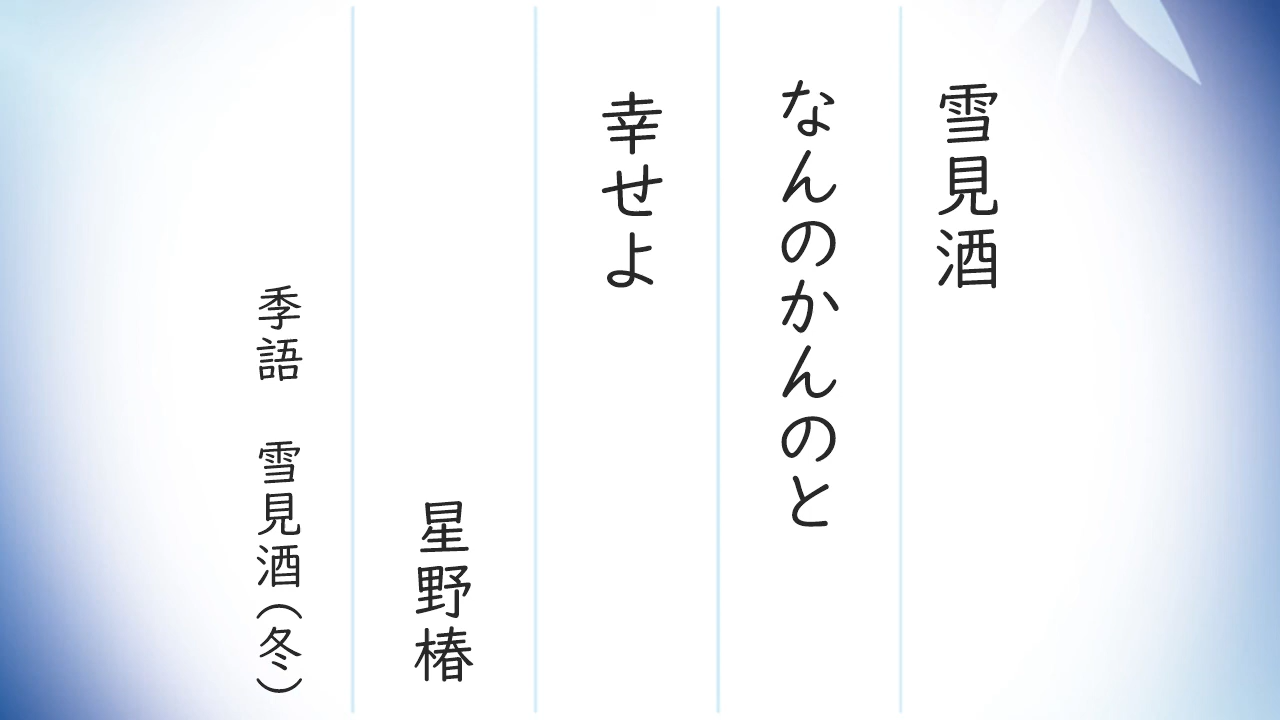 雪見酒
なんのかんのと
幸せよ
星野椿
季語　雪見酒（冬）